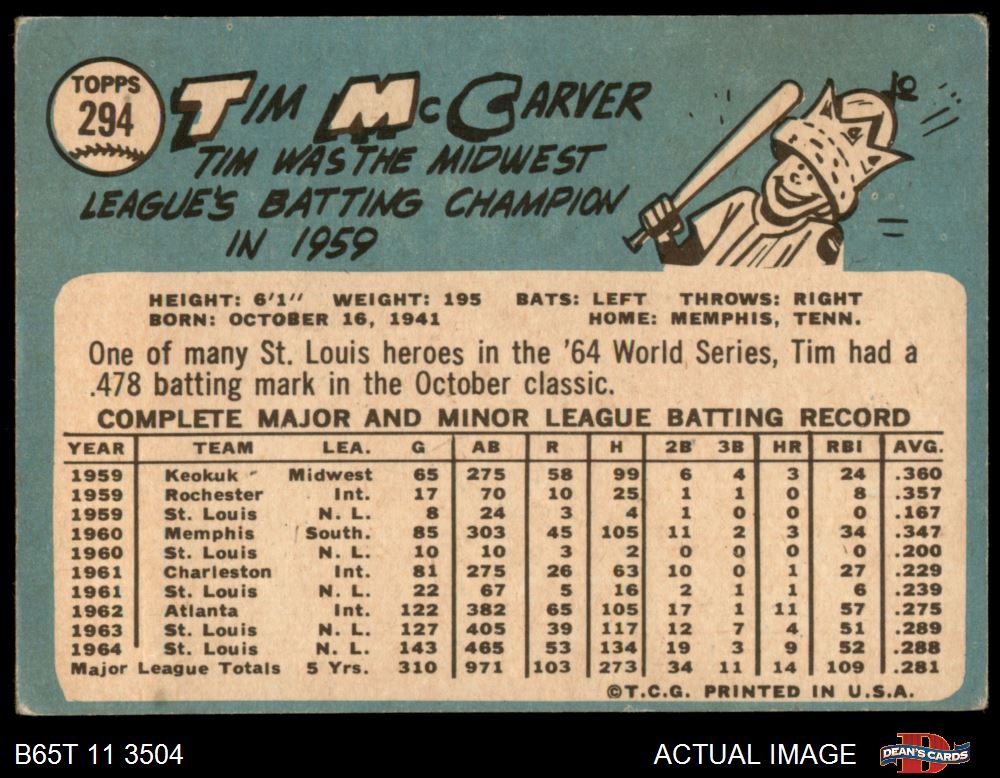 TOPPS
294
TIM McCARVER
TIM WAS THE MIDWEST
LEAGUE'S BATTING CHAMPION
IN 1959
HEIGHT: 6'1" WEIGHT: 195 BATS: LEFT THROWS: RIGHT
BORN: OCTOBER 16, 1941 HOME: MEMPHIS, TENN.
One of many St. Louis heroes in the '64 World Series, Tim had a
.478 batting mark in the October classic.
COMPLETE MAJOR AND MINOR LEAGUE BATTING RECORD
YEAR TEAM LEA. G AB R H 2B 3B HR RBI AVG.
1959 Keokuk Midwest 65 275 58 99 6 4 3 24 .360
1959 Rochester Int. 17 70 10 25 1 1 0 8 .357
1959 St. Louis N. L. 8 24 3 4 1 0 0 0 .167
1960 Memphis South. 85 303 45 105 11 2 3 34 .347
1960 St. Louis N. L. 10 10 3 2 0 0 0 0 .200
1961 Charleston Int. 81 275 26 63 10 0 1 27 .229
1961 St. Louis N. L. 22 67 5 16 2 1 1 6 .239
1962 Atlanta Int. 122 382 65 105 17 1 11 57 .275
1963 St. Louis N. L. 127 405 39 117 12 7 4 51 .289
1964 St. Louis N. L. 143 465 53 134 19 3 9 52 .288
Major League Totals 5 Yrs. 310 971 103 273 34 11 14 109 .281
©T.C.G. PRINTED IN U.S.A.
B65T 11 3504 ACTUAL IMAGE DEAN'S CARDS